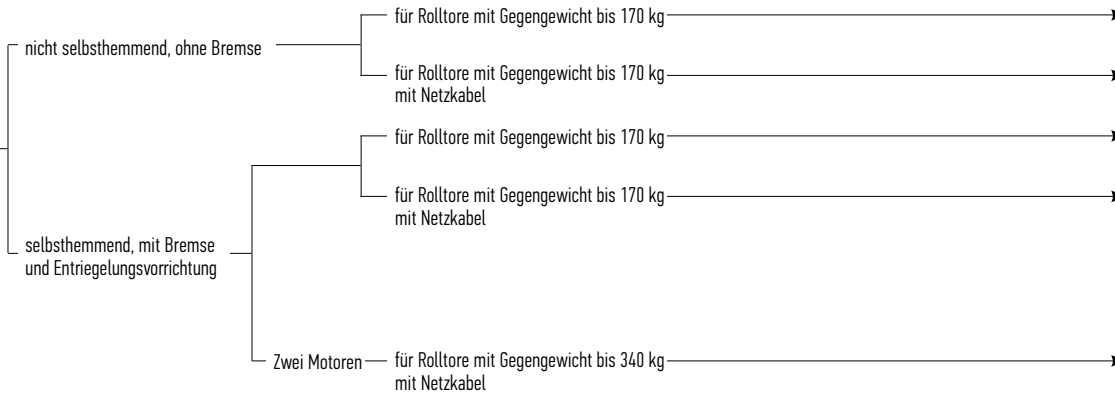 für Rolltore mit Gegengewicht bis 170 kg
nicht selbsthemmend, ohne Bremse
für Rolltore mit Gegengewicht bis 170 kg
mit Netzkabel
für Rolltore mit Gegengewicht bis 170 kg
für Rolltore mit Gegengewicht bis 170 kg
mit Netzkabel
selbsthemmend, mit Bremse
und Entriegelungsvorrichtung
Zwei Motoren
für Rolltore mit Gegengewicht bis 340 kg
mit Netzkabel